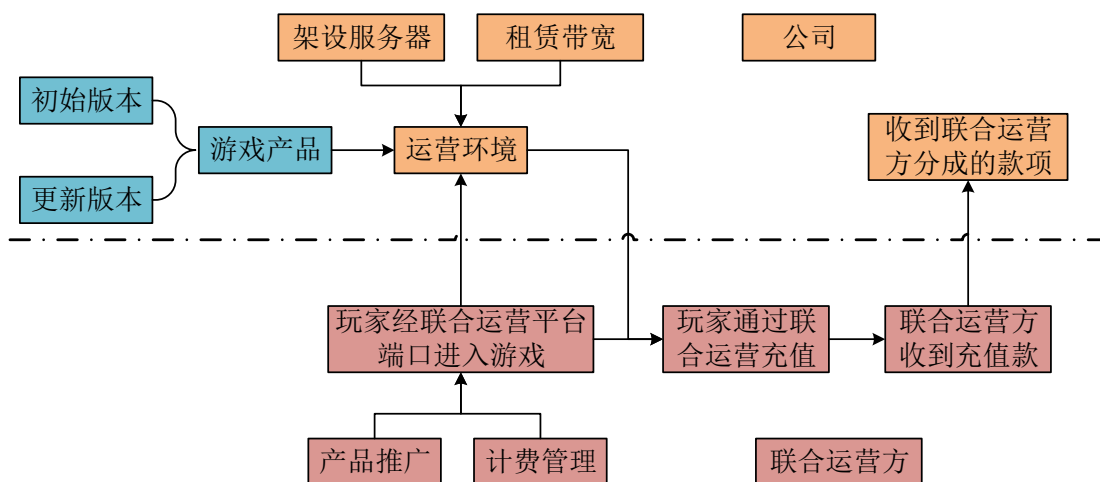 架设服务器
租赁带宽
公司
初始版本
游戏产品
运营环境
收到联合运营
方分成的款项
更新版本
玩家经联合运营平台
端口进入游戏
玩家通过联
合运营充值
联合运营方
收到充值款
产品推广
计费管理
联合运营方